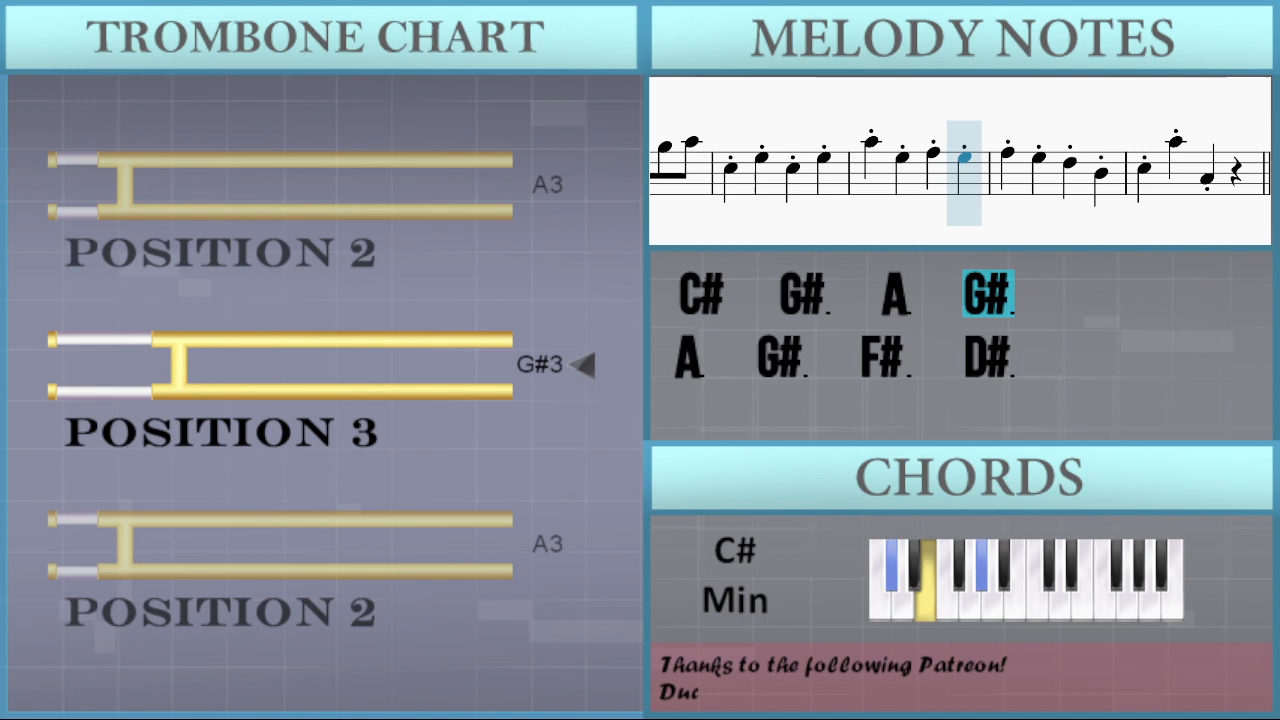 TROMBONE CHART
A3
POSITION 2
G#3
POSITION 3
A3
POSITION 2
MELODY NOTES
C# G#. A. G#.
A. G#. F#. D#.
CHORDS
C#
Min
Thanks to the following Patreon!
Duc